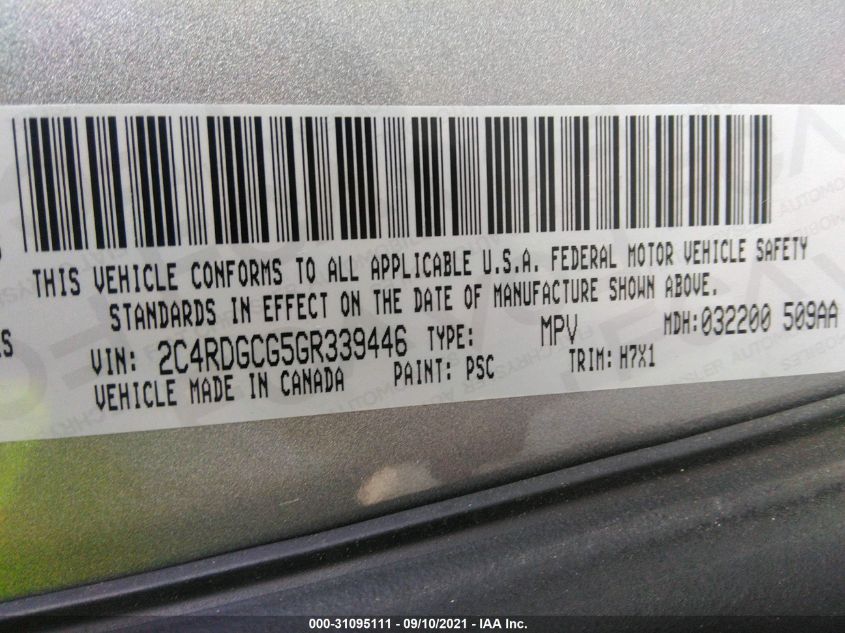 THIS VEHICLE CONFORMS TO ALL APPLICABLE U.S.A. FEDERAL MOTOR VEHICLE SAFETY
STANDARDS IN EFFECT ON THE DATE OF MANUFACTURE SHOWN ABOVE.
VIN: 2C4RDGCG5GR339446 TYPE: MPV MDH:032200 509AA
VEHICLE MADE IN CANADA PAINT: PSC TRIM: H7X1
000-31095111 - 09/10/2021 - IAA Inc.